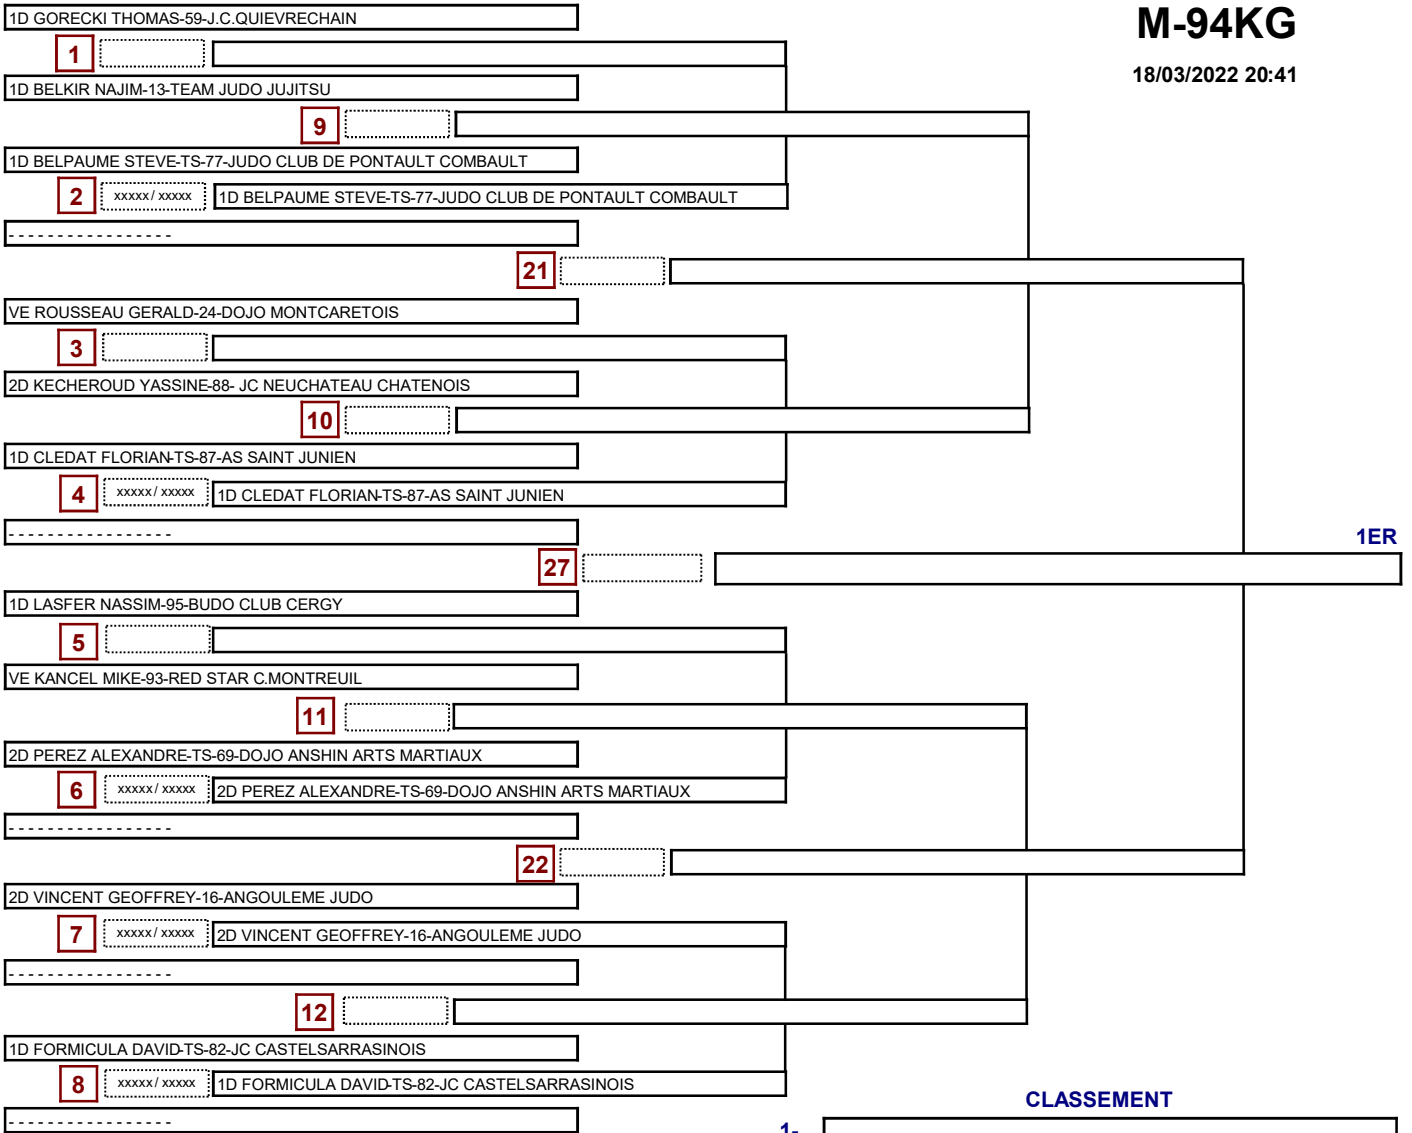 M-94KG
18/03/2022 20:41
1D GORECKI THOMAS-59-J.C.QUIEVRECHAIN
1
1D BELKIR NAJIM-13-TEAM JUDO JUJITSU
9
1D BELPAUME STEVE-TS-77-JUDO CLUB DE PONTAULT COMBAULT
2 xxxxx / xxxxx 1D BELPAUME STEVE-TS-77-JUDO CLUB DE PONTAULT COMBAULT
- - - - - - - - - - - - - - - - -
21
VE ROUSSEAU GERALD-24-DOJO MONTCARETOIS
3
2D KECHEROUD YASSINE-88- JC NEUCHATEAU CHATENOIS
10
1D CLEDAT FLORIAN-TS-87-AS SAINT JUNIEN
4 xxxxx / xxxxx 1D CLEDAT FLORIAN-TS-87-AS SAINT JUNIEN
- - - - - - - - - - - - - - - - -
1ER
27
1D LASFER NASSIM-95-BUDO CLUB CERGY
5
VE KANCEL MIKE-93-RED STAR C.MONTREUIL
11
2D PEREZ ALEXANDRE-TS-69-DOJO ANSHIN ARTS MARTIAUX
6 xxxxx / xxxxx 2D PEREZ ALEXANDRE-TS-69-DOJO ANSHIN ARTS MARTIAUX
- - - - - - - - - - - - - - - - -
22
2D VINCENT GEOFFREY-16-ANGOULEME JUDO
7 xxxxx / xxxxx 2D VINCENT GEOFFREY-16-ANGOULEME JUDO
- - - - - - - - - - - - - - - - -
12
1D FORMICULA DAVID-TS-82-JC CASTELSARRASINOIS
8 xxxxx / xxxxx 1D FORMICULA DAVID-TS-82-JC CASTELSARRASINOIS
CLASSEMENT
- - - - - - - - - - - - - - - - -
1-